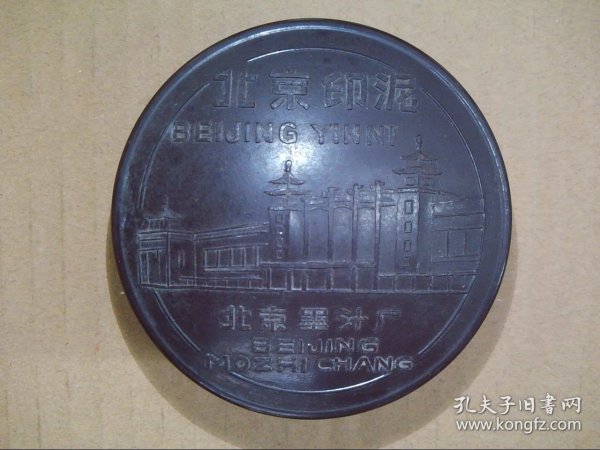 北京印泥
BEIJING YINNI
北京墨汁厂
BEIJING
MOZHI CHANG
孔夫子旧书网
www.kongfz.com